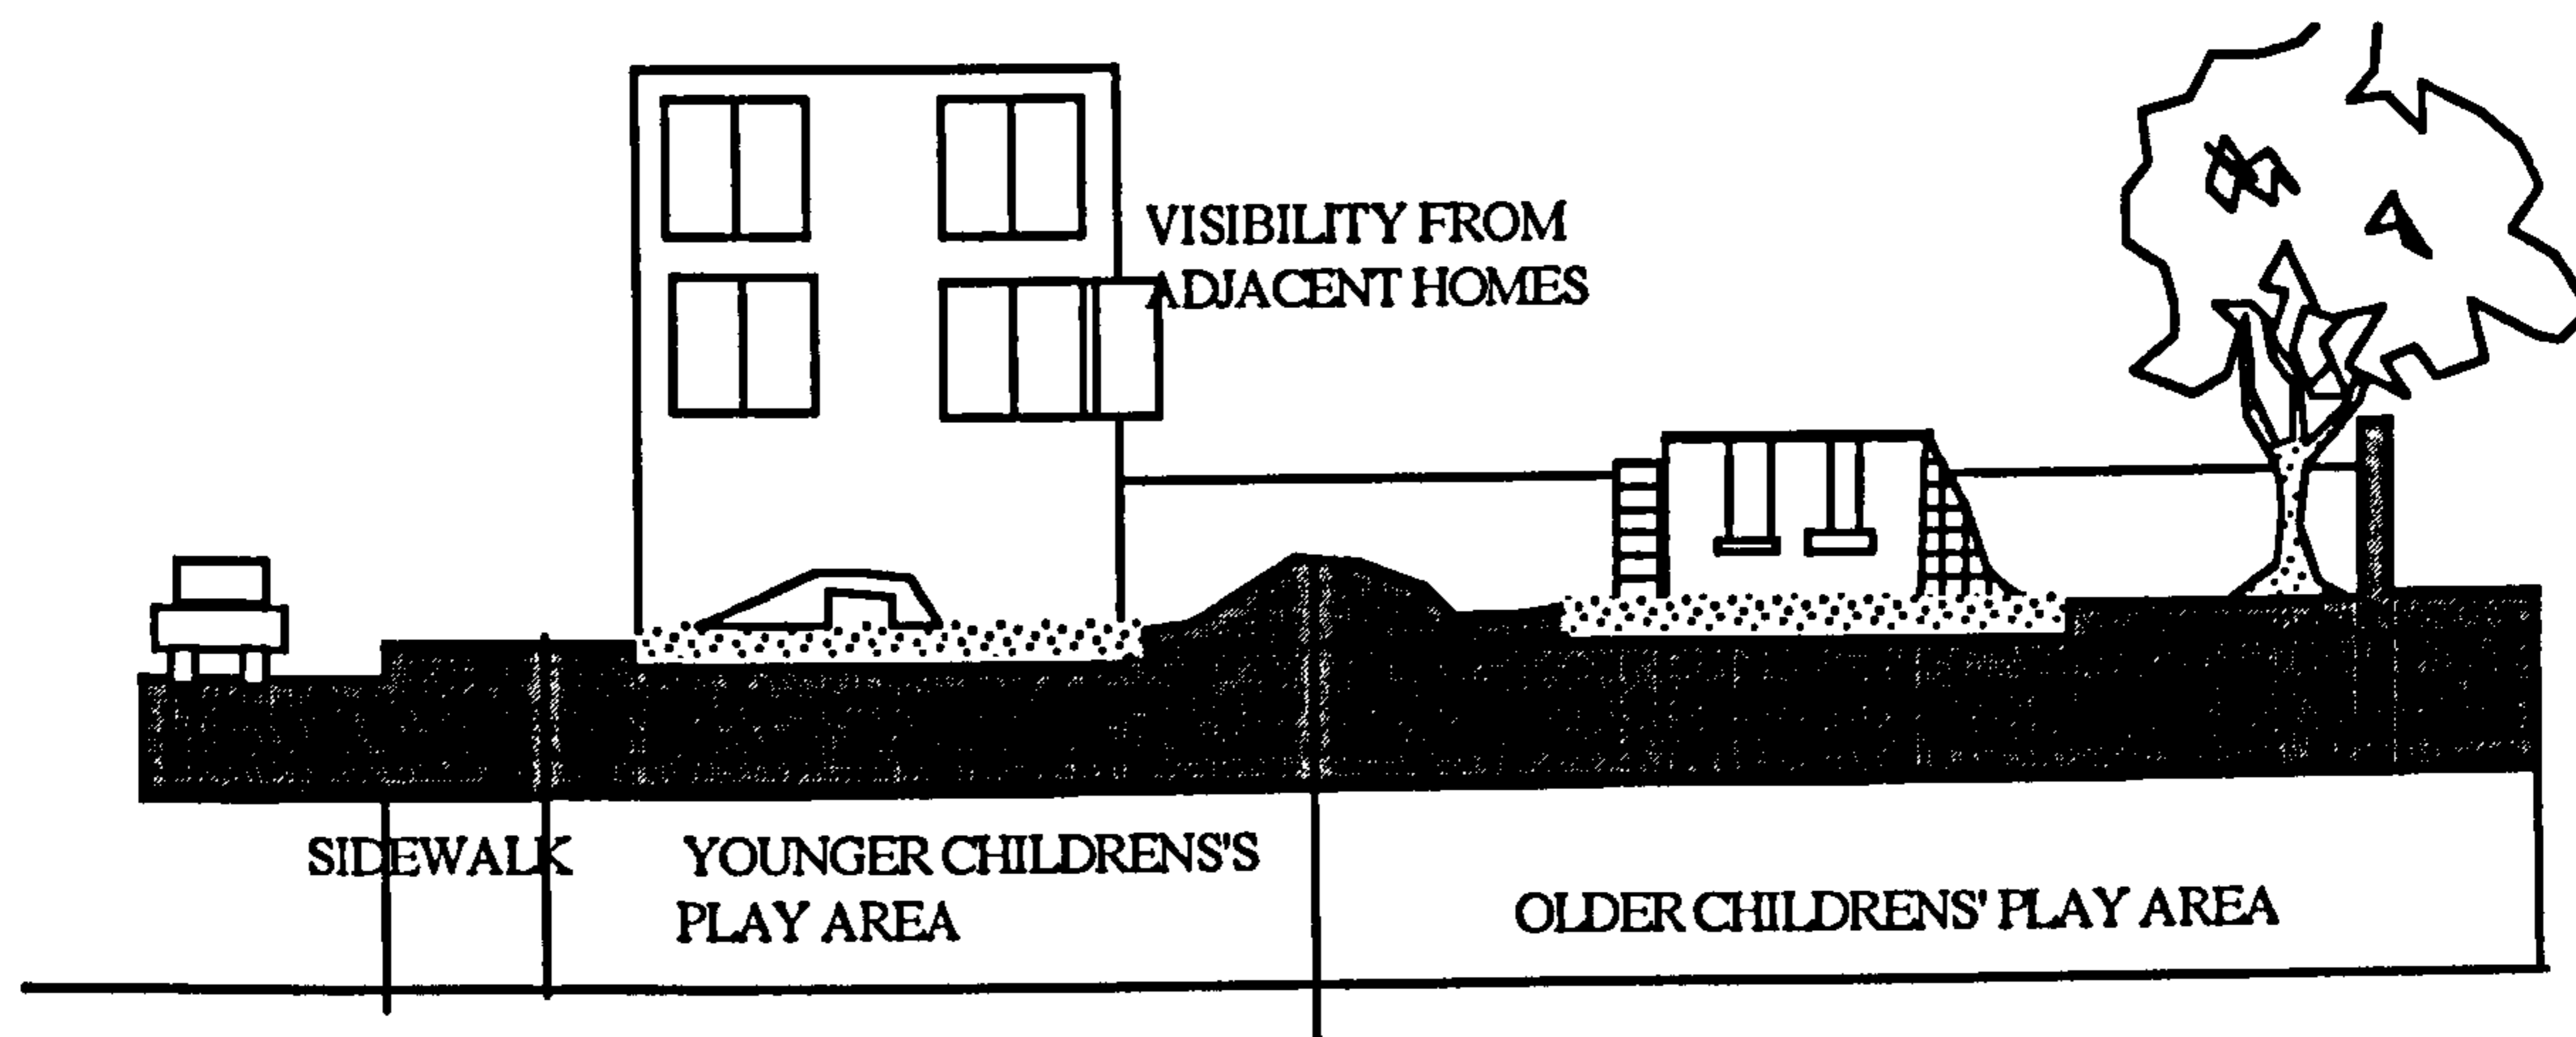 VISIBILITY FROM
ADJACENT HOMES
SIDEWALK
YOUNGER CHILDRENS'S
PLAY AREA
OLDER CHILDRENS' PLAY AREA